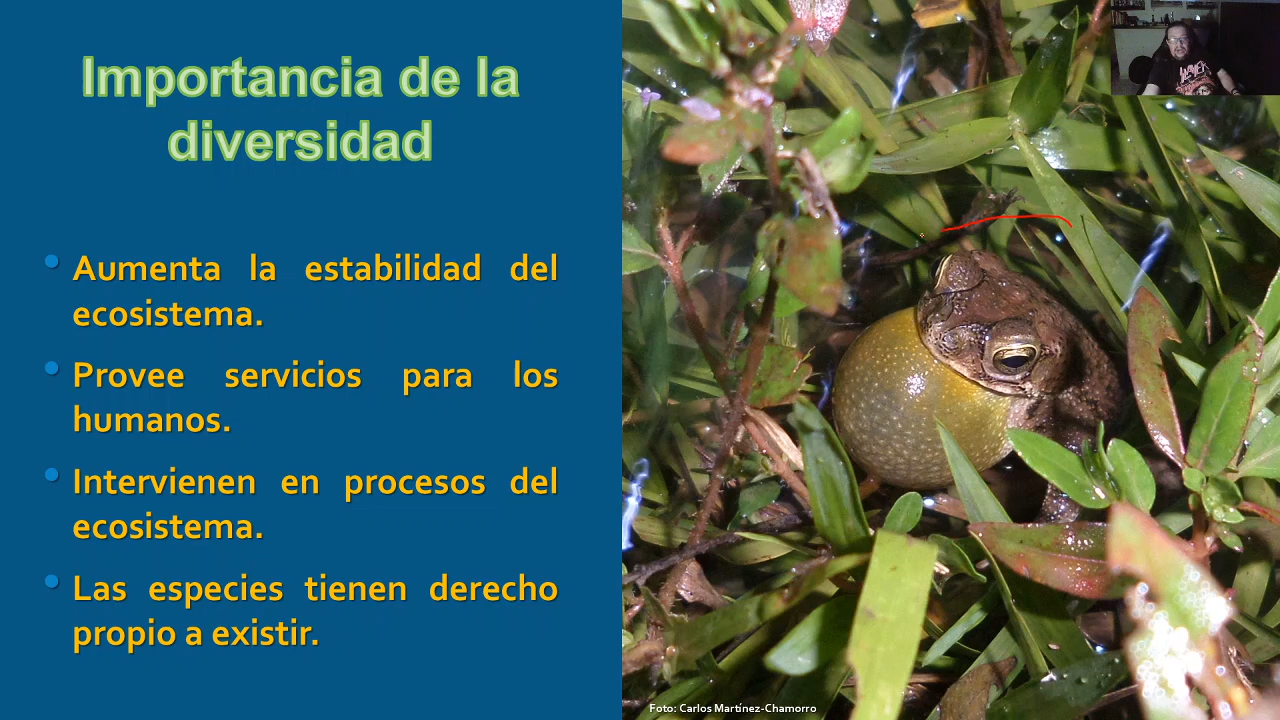 Importancia de la
diversidad
Aumenta la estabilidad del
ecosistema.
Provee servicios para los
humanos.
Intervienen en procesos del
ecosistema.
Las especies tienen derecho
propio a existir.
SLAYER
Foto: Carlos Martínez-Chamorro